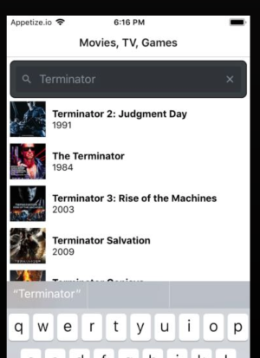 Appetize.io 6:16 PM
Movies, TV, Games
Terminator
Terminator 2: Judgment Day
1991
The Terminator
1984
Terminator 3: Rise of the Machines
2003
Terminator Salvation
2009
"Terminator"
q w e r t y u i o p